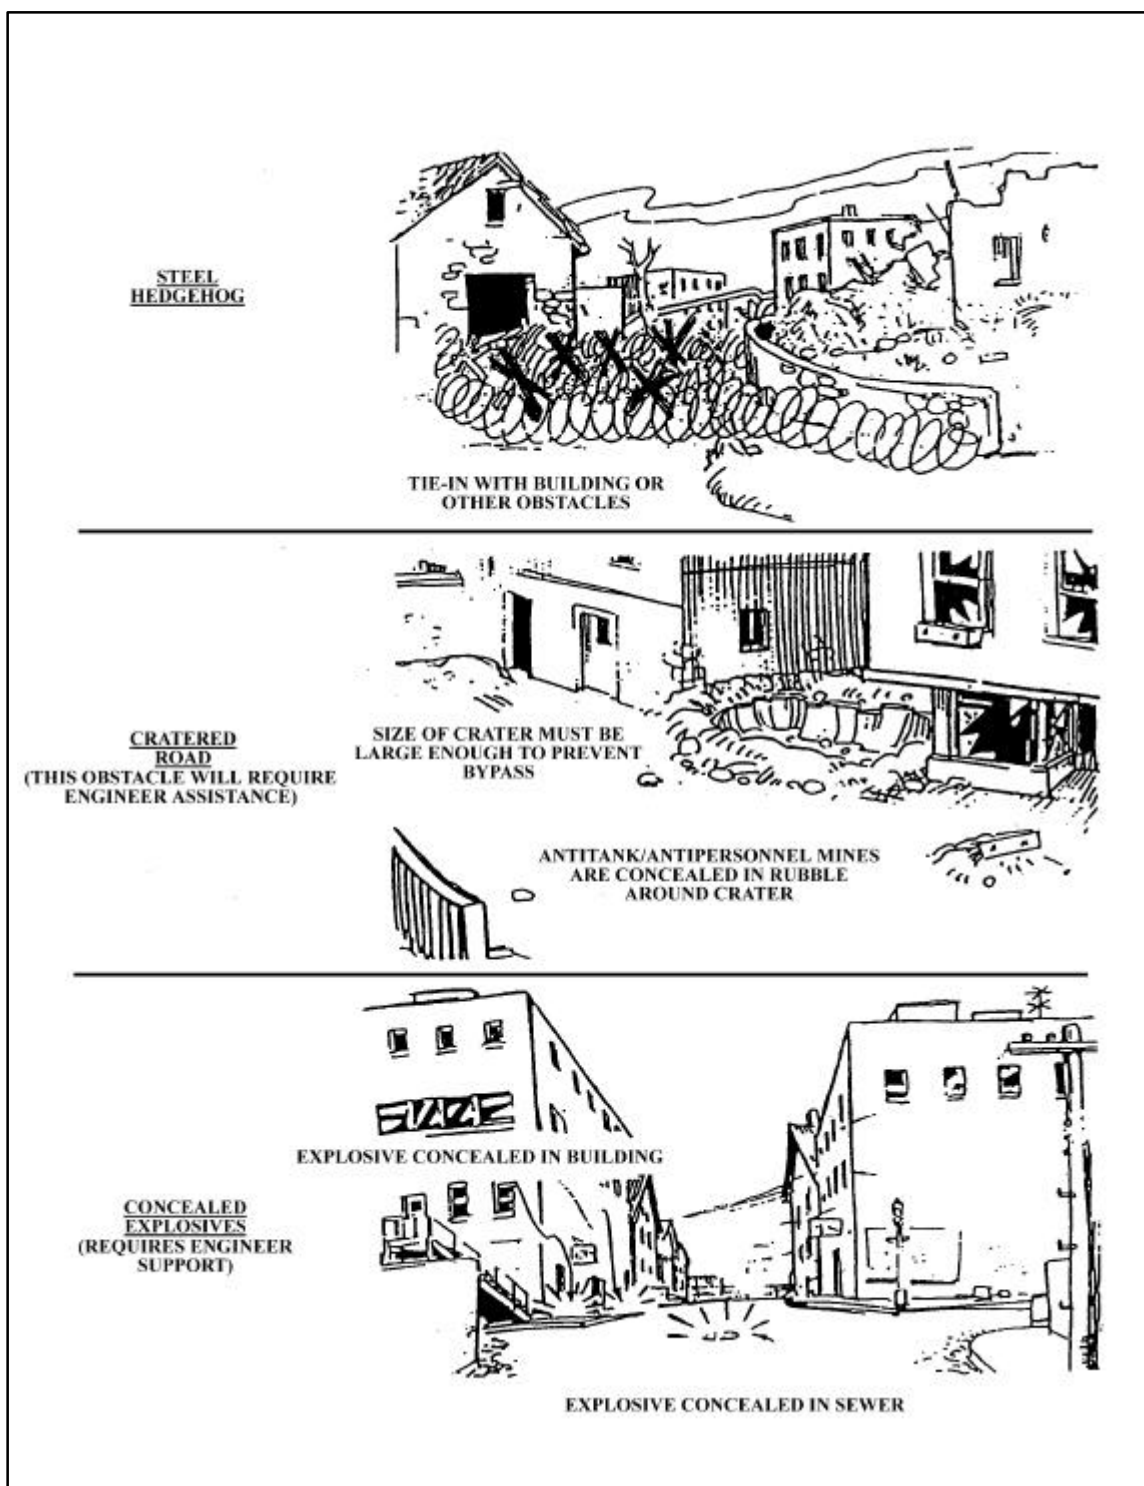 STEEL
HEDGEHOG
TIE-IN WITH BUILDING OR
OTHER OBSTACLES
CRATERED
ROAD
(THIS OBSTACLE WILL REQUIRE
ENGINEER ASSISTANCE)
SIZE OF CRATER MUST BE
LARGE ENOUGH TO PREVENT
BYPASS
ANTITANK/ANTIPERSONNEL MINES
ARE CONCEALED IN RUBBLE
AROUND CRATER
EXPLOSIVE CONCEALED IN BUILDING
CONCEALED
EXPLOSIVES
(REQUIRES ENGINEER
SUPPORT)
EXPLOSIVE CONCEALED IN SEWER